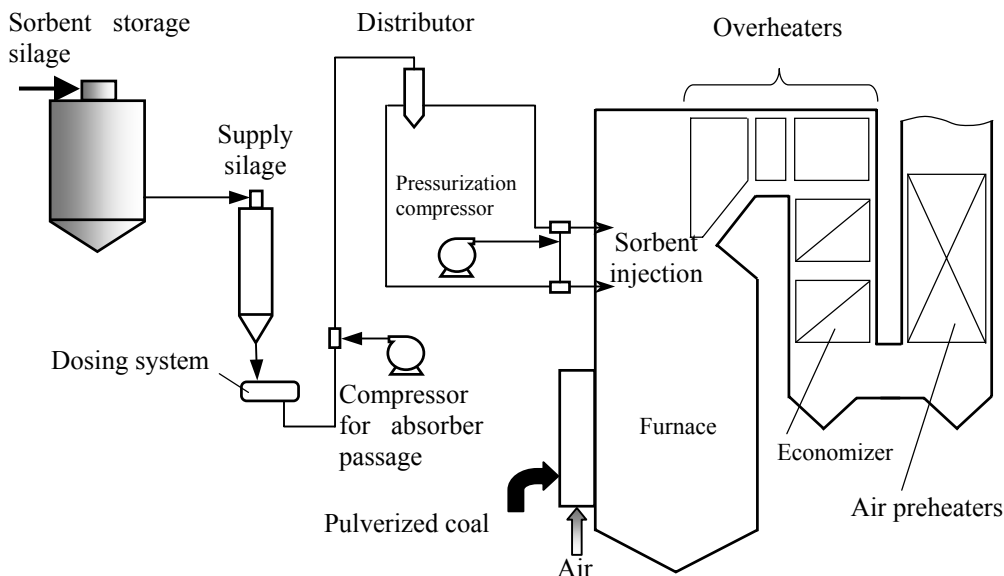 Sorbent storage
silage
Distributor
Overheaters
Supply
silage
Pressurization
compressor
Sorbent
injection
Dosing system
Compressor
for absorber
passage
Furnace
Economizer
Pulverized coal
Air preheaters
Air